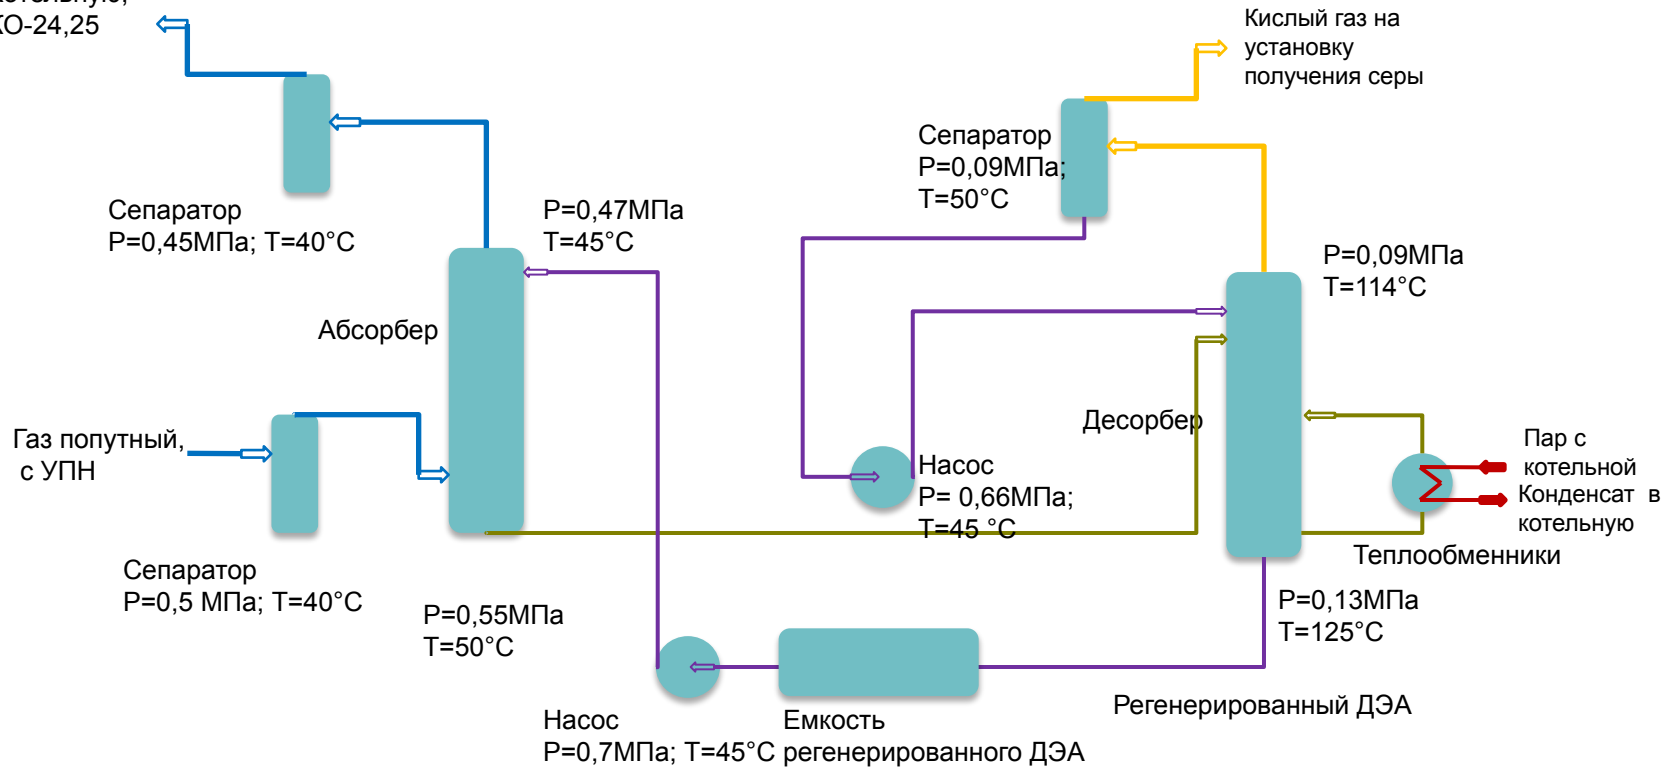 КО-24,25
Кислый газ на
установку
получения серы
Сепаратор
Р=0,09МПа;
Т=50°С
Сепаратор
Р=0,45МПа; Т=40°С
Р=0,47МПа
Т=45°С
Р=0,09МПа
Т=114°С
Абсорбер
Десорбер
Газ попутный,
с УПН
Насос
Р= 0,66МПа;
Т=45 °С
Пар с
котельной
Конденсат в
котельную
Теплообменники
Сепаратор
Р=0,5 МПа; Т=40°С
Р=0,55МПа
Т=50°С
Р=0,13МПа
Т=125°С
Регенерированный ДЭА
Насос
Р=0,7МПа; Т=45°С
Емкость
регенерированного ДЭА